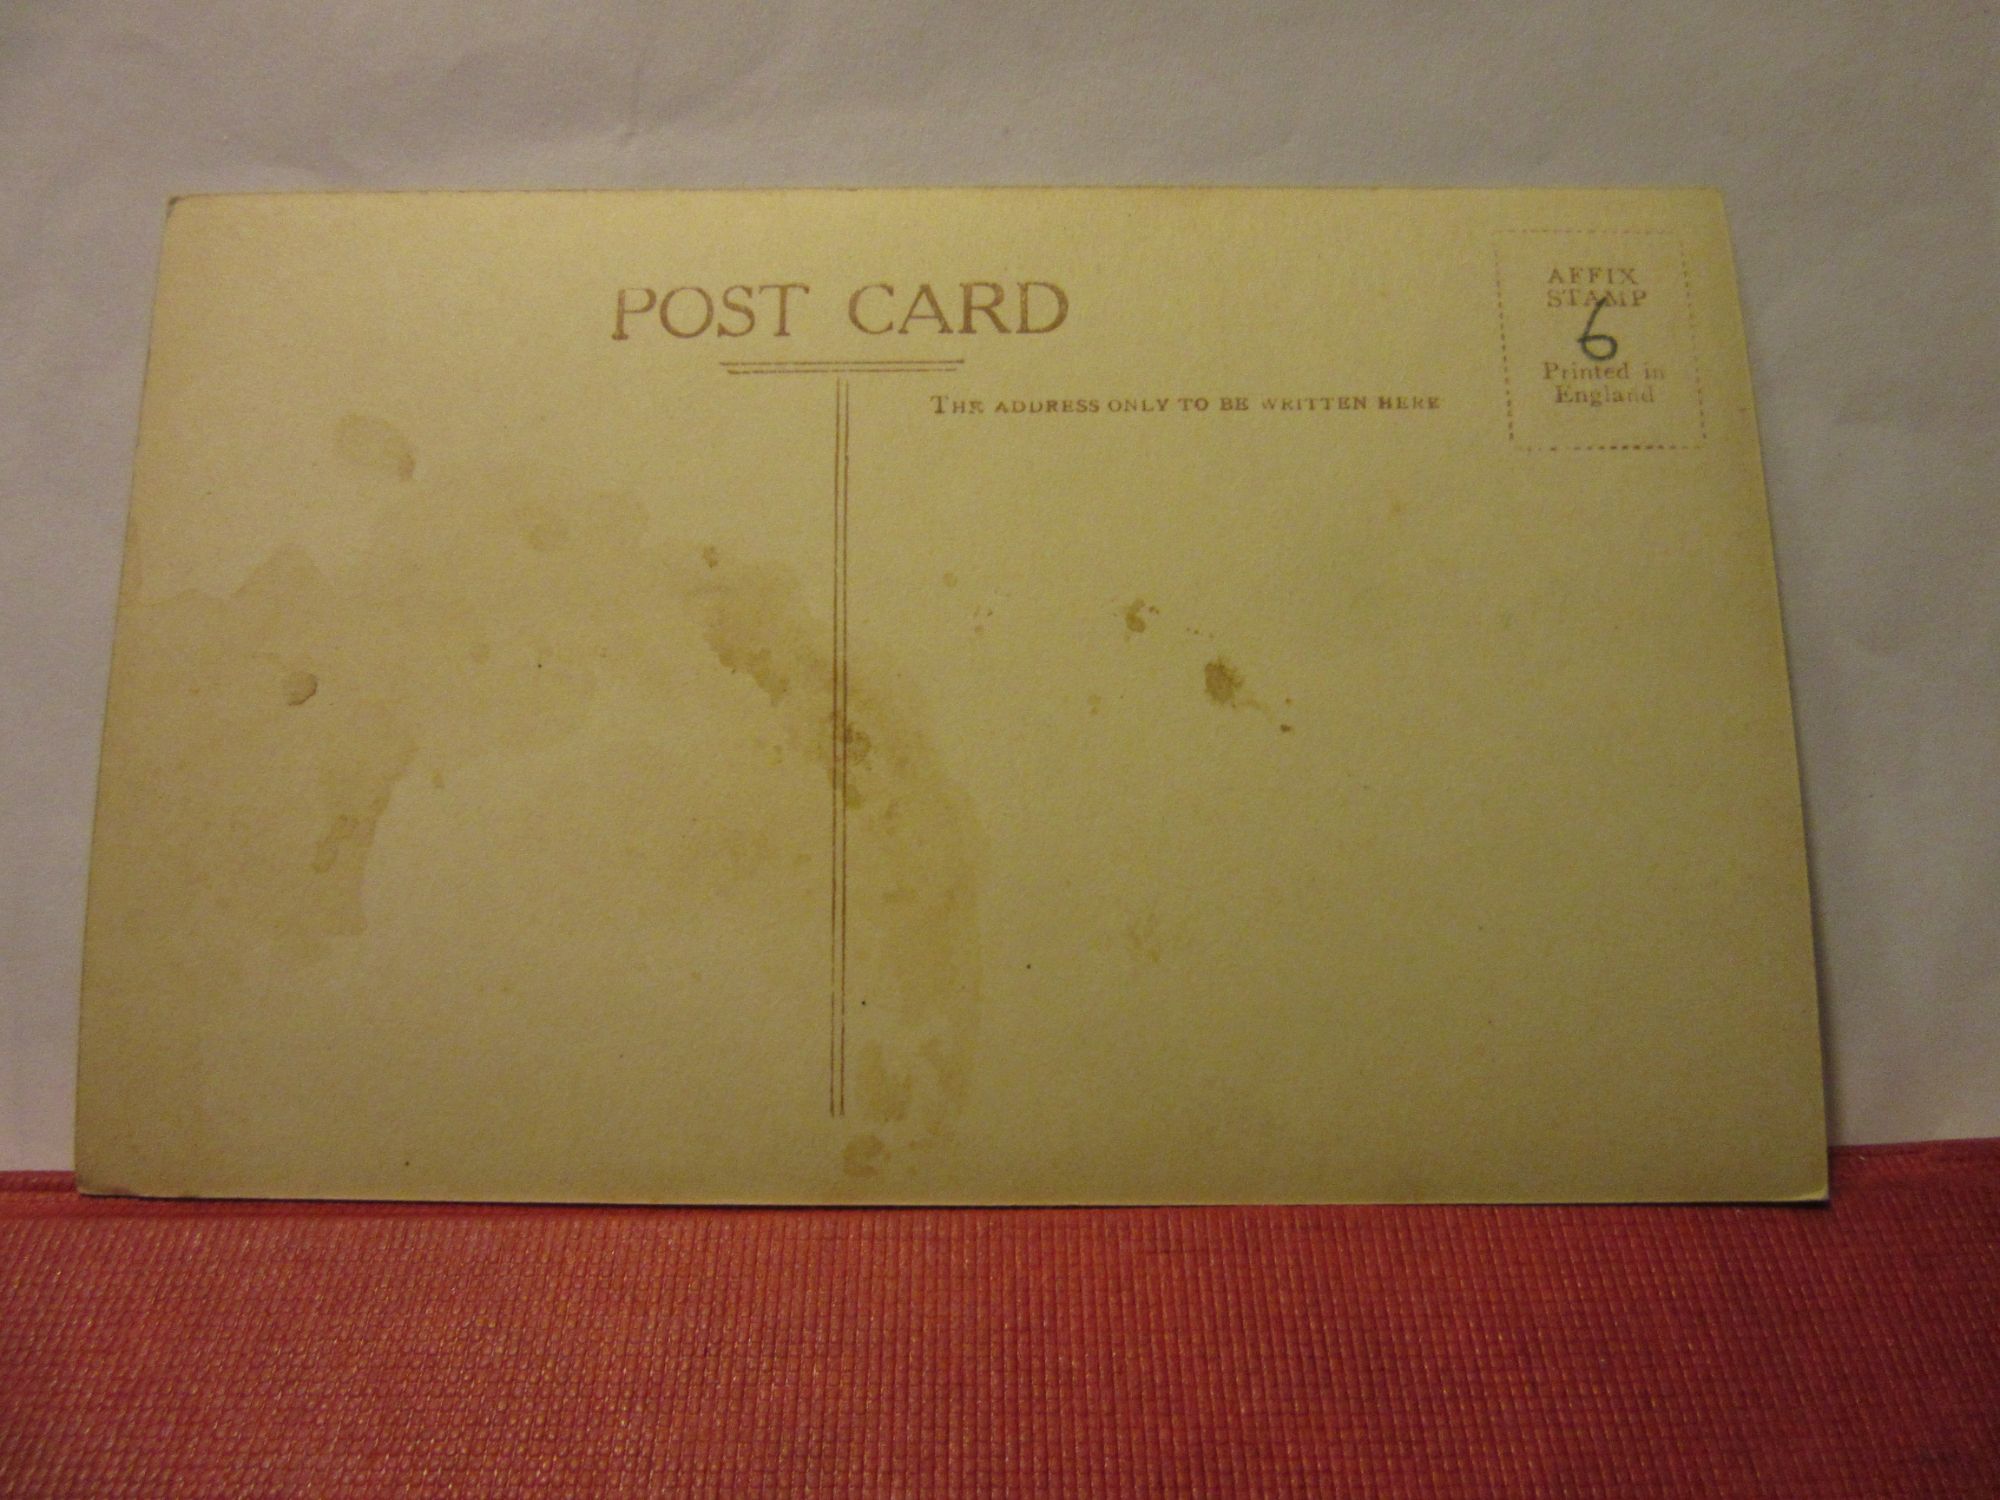 POST CARD
THE ADDRESS ONLY TO BE WRITTEN HERE
AFFIX
STAMP
6
Printed in
England